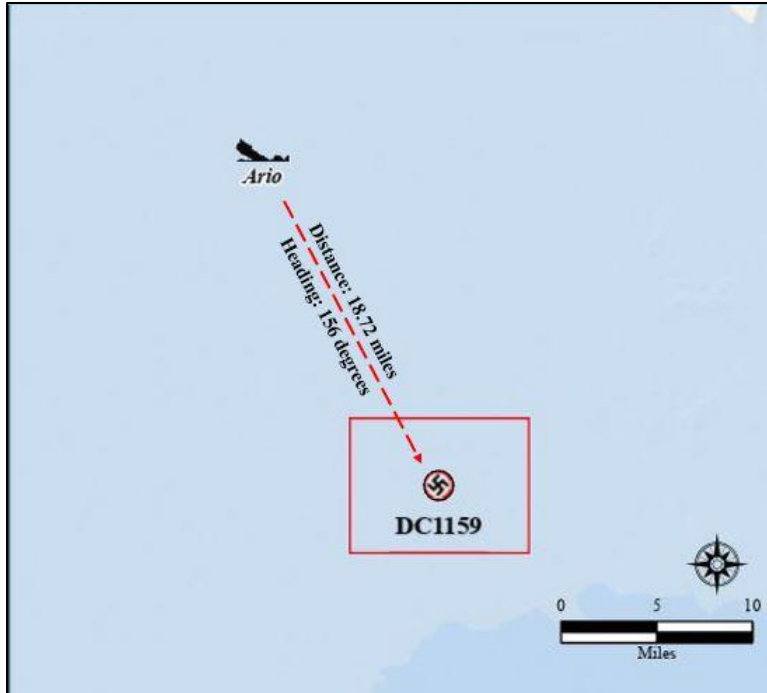 Ario
Distance: 18.72 miles
Heading: 156 degrees
DC1159
0 5 10
Miles